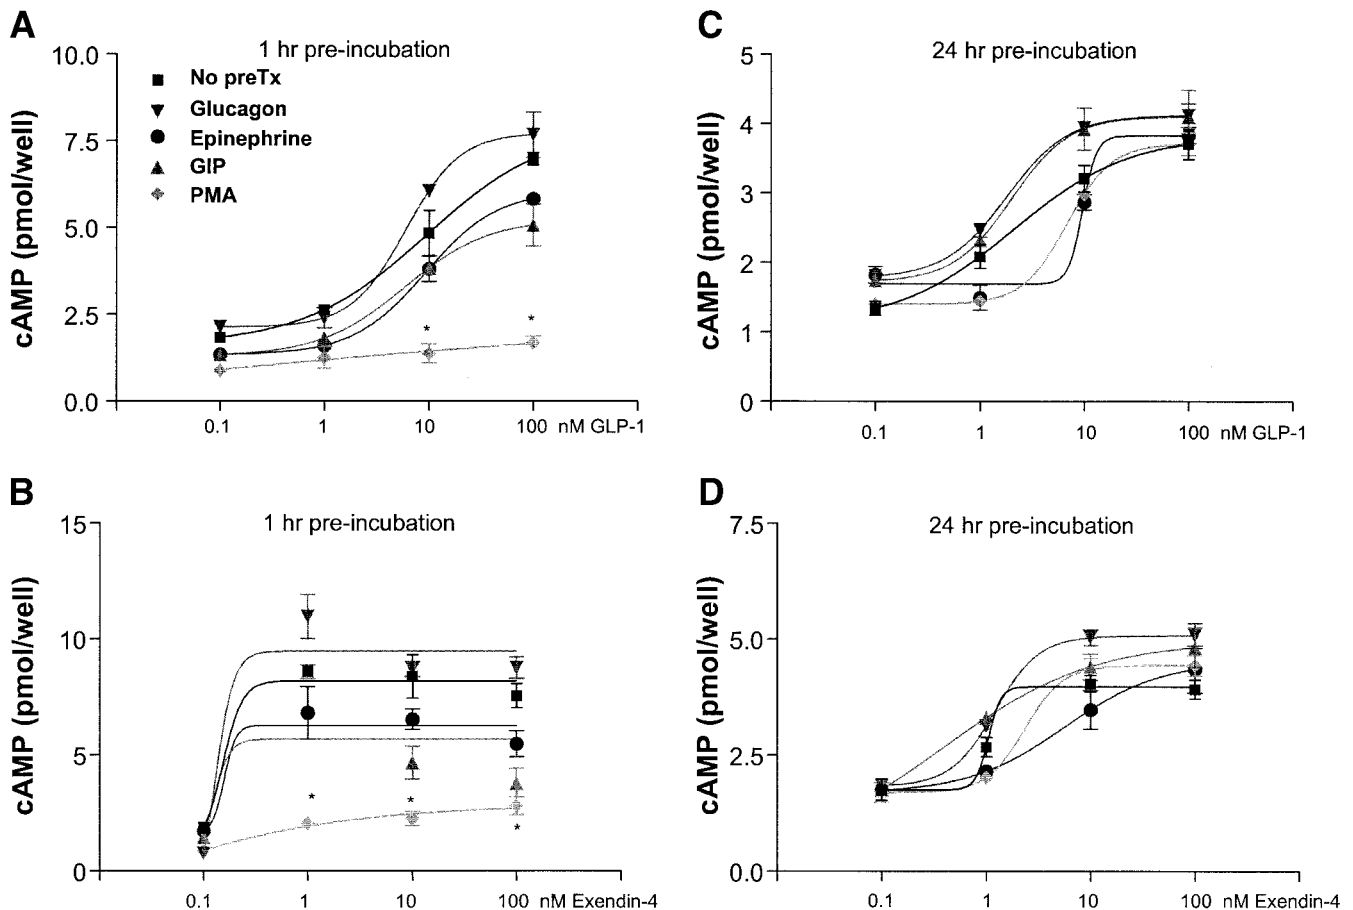 A
1 hr pre-incubation
10.0
7.5
5.0
2.5
0.0
cAMP (pmol/well)
No preTx
Glucagon
Epinephrine
GIP
PMA
*
*
0.1 1 10 100 nM GLP-1
C
24 hr pre-incubation
5
4
3
2
1
0
cAMP (pmol/well)
0.1 1 10 100 nM GLP-1
B
1 hr pre-incubation
15
10
5
0
cAMP (pmol/well)
*
*
*
0.1 1 10 100 nM Exendin-4
D
24 hr pre-incubation
7.5
5.0
2.5
0.0
cAMP (pmol/well)
0.1 1 10 100 nM Exendin-4